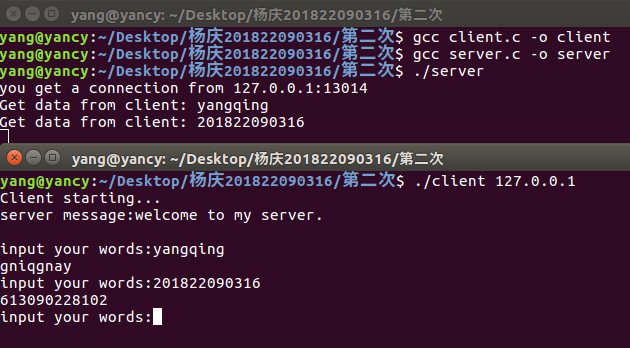 yang@yancy: ~/Desktop/杨庆201822090316/第二次
yang@yancy:~/Desktop/杨庆201822090316/第二次$ gcc client.c -o client
yang@yancy:~/Desktop/杨庆201822090316/第二次$ gcc server.c -o server
yang@yancy:~/Desktop/杨庆201822090316/第二次$ ./server
you get a connection from 127.0.0.1:13014
Get data from client: yangqing
Get data from client: 201822090316
yang@yancy: ~/Desktop/杨庆201822090316/第二次
yang@yancy:~/Desktop/杨庆201822090316/第二次$ ./client 127.0.0.1
Client starting...
server message:welcome to my server.
input your words:yangqing
gniqgnay
input your words:201822090316
613090228102
input your words: